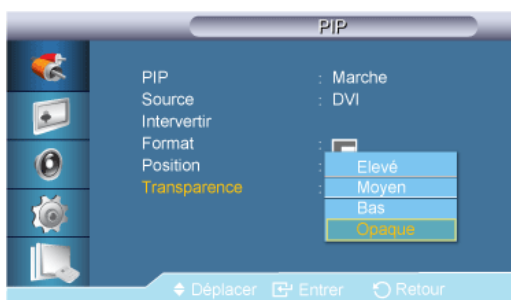 PIP
PIP : Marche
Source : DVI
Intervertir
Format :
Position :
Transparence :
Elevé
Moyen
Bas
Opaque
Déplacer Entrer Retour